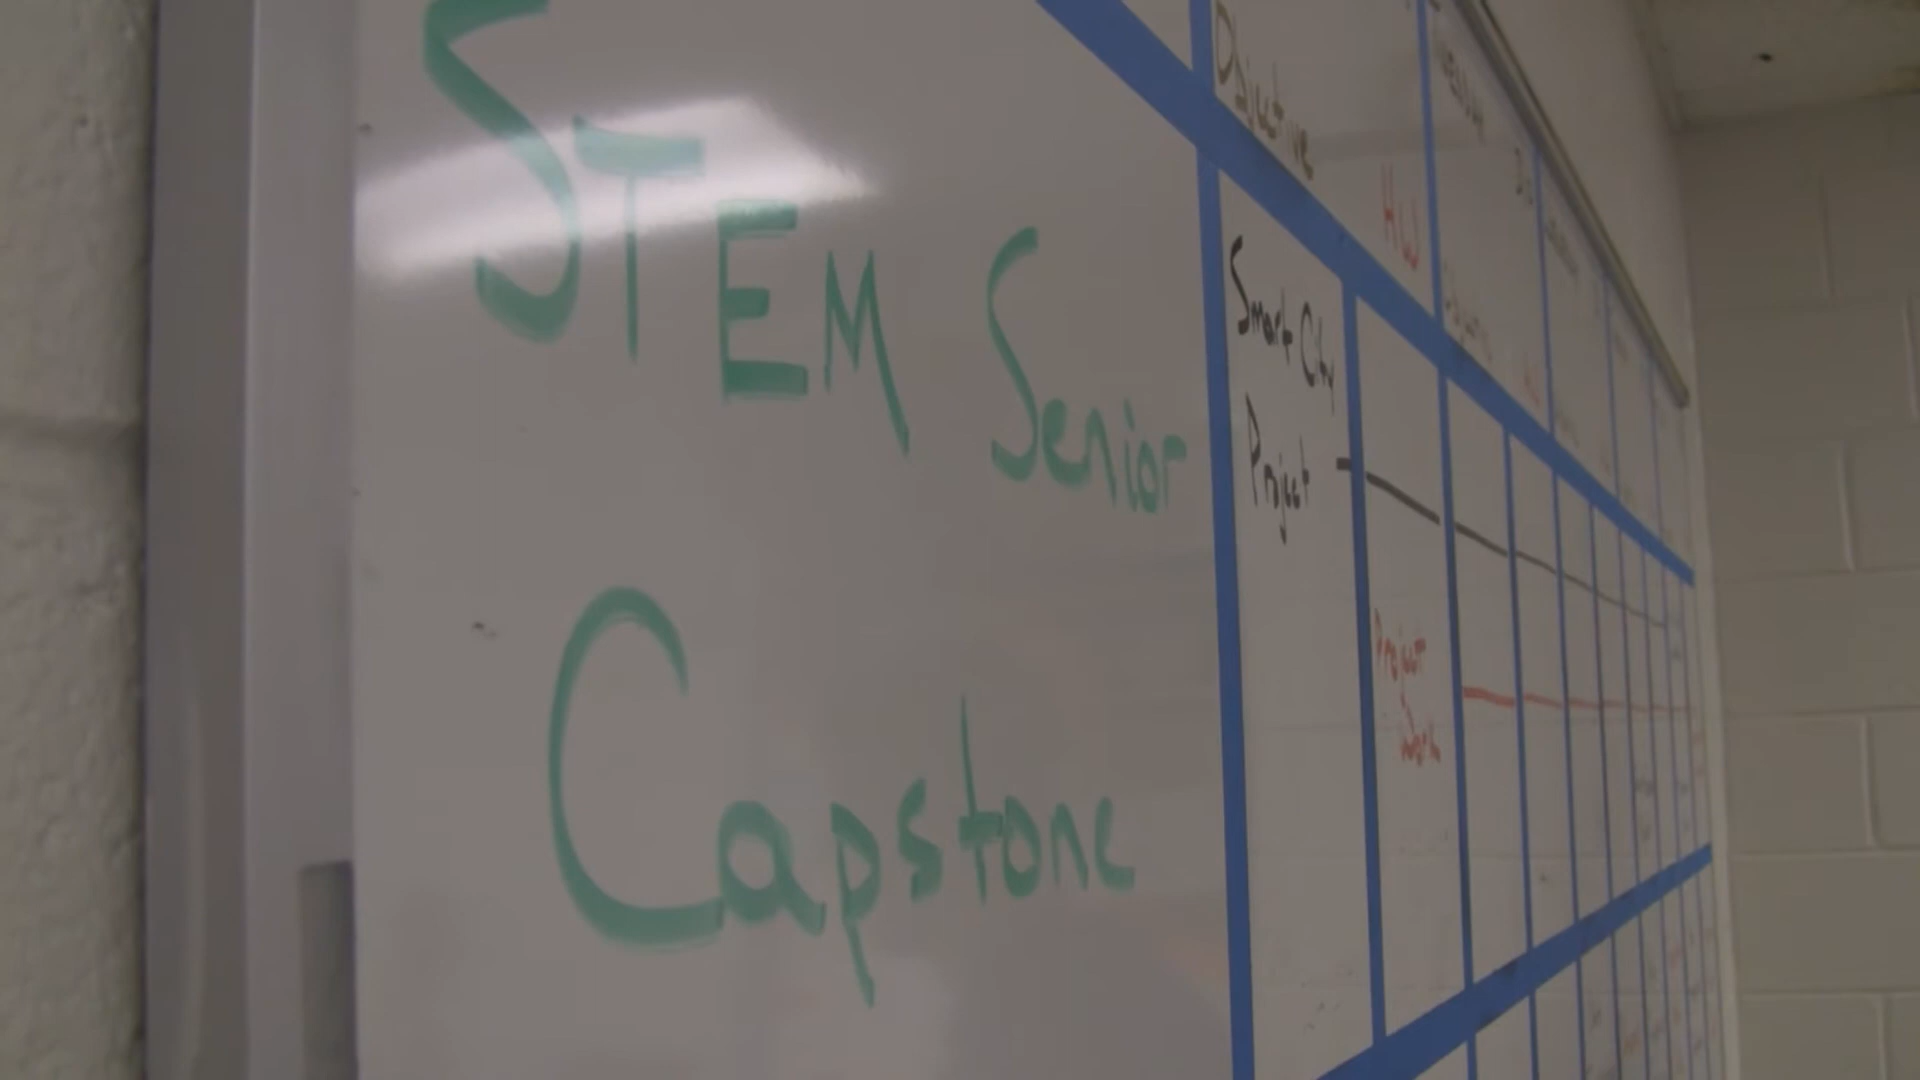 STEM Senior
Capstone
Objective
HW
Smart City
Project
Project
Work